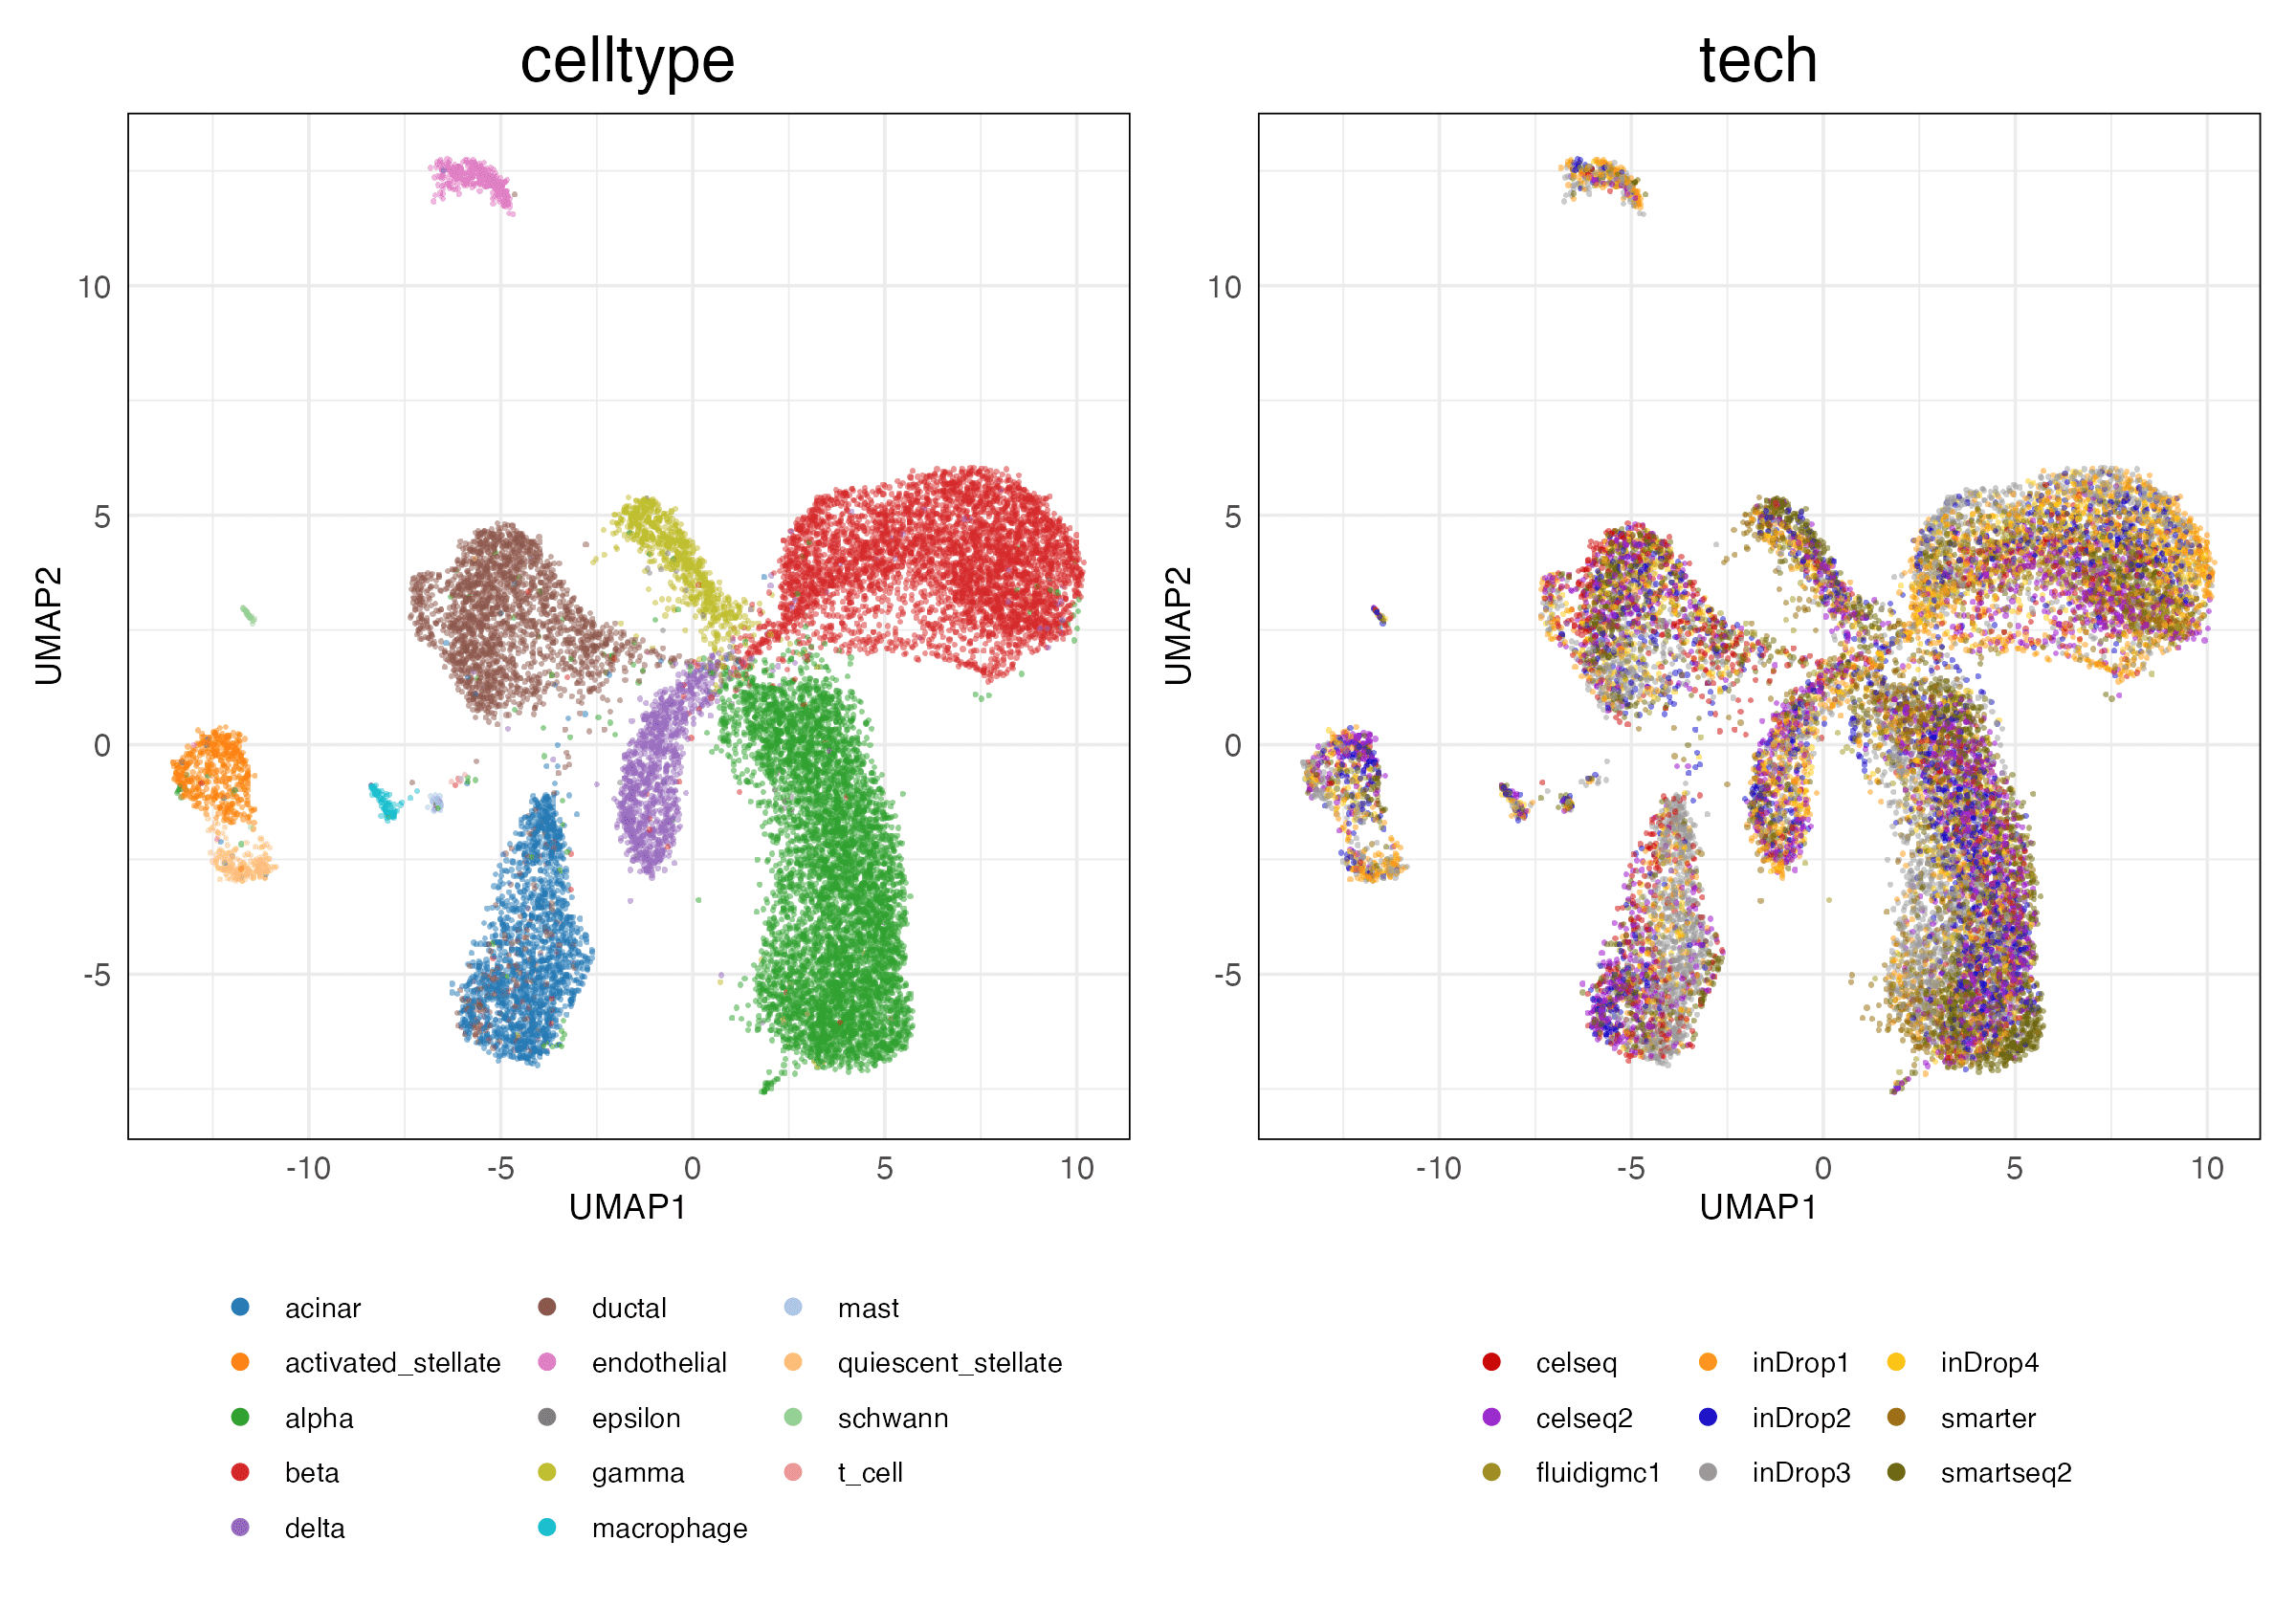 celltype
UMAP2
10
5
0
-5
-10 -5 0 5 10
UMAP1
acinar ductal mast
activated_stellate endothelial quiescent_stellate
alpha epsilon schwann
beta gamma t_cell
delta macrophage
tech
UMAP2
10
5
0
-5
-10 -5 0 5 10
UMAP1
celseq inDrop1 inDrop4
celseq2 inDrop2 smarter
fluidigmc1 inDrop3 smartseq2